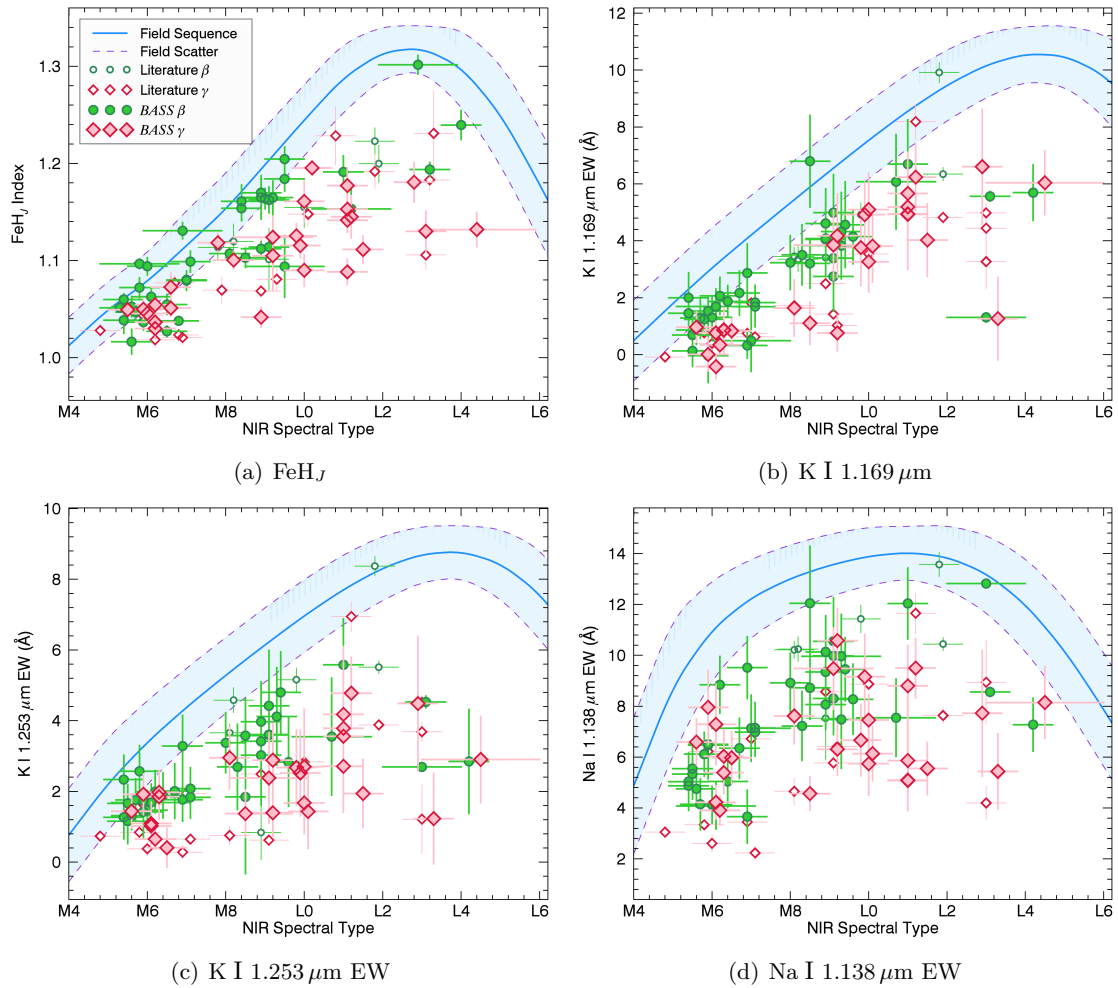 Field Sequence
Field Scatter
Literature β
Literature γ
BASS β
BASS γ
1.3
1.2
1.1
1.0
FeH_J Index
M4 M6 M8 L0 L2 L4 L6
NIR Spectral Type
(a) FeH_J
12
10
8
6
4
2
0
K I 1.169 μm EW (Å)
M4 M6 M8 L0 L2 L4 L6
NIR Spectral Type
(b) K I 1.169 μm
10
8
6
4
2
0
K I 1.253 μm EW (Å)
M4 M6 M8 L0 L2 L4 L6
NIR Spectral Type
(c) K I 1.253 μm EW
14
12
10
8
6
4
2
Na I 1.138 μm EW (Å)
M4 M6 M8 L0 L2 L4 L6
NIR Spectral Type
(d) Na I 1.138 μm EW